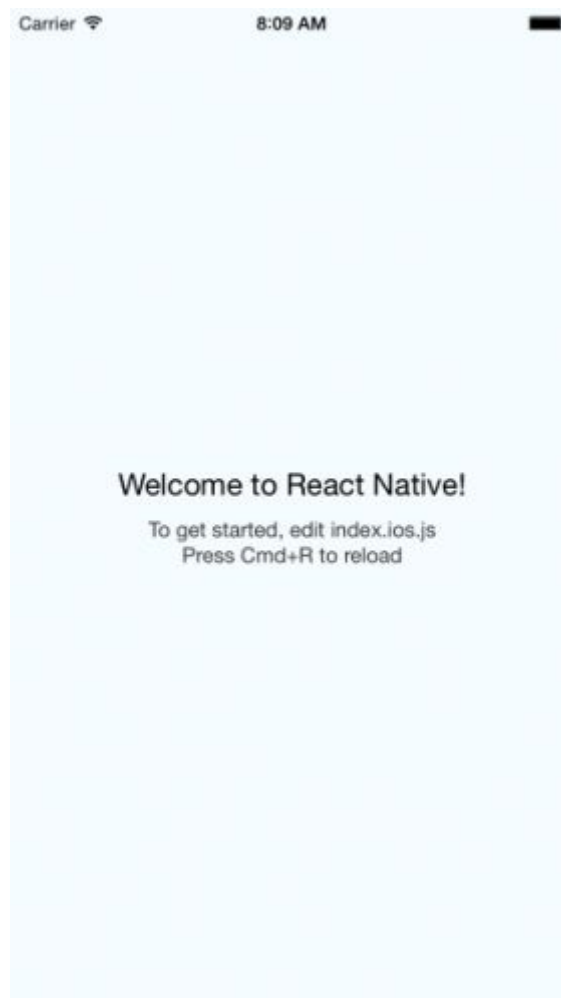 Carrier 8:09 AM
Welcome to React Native!
To get started, edit index.ios.js
Press Cmd+R to reload